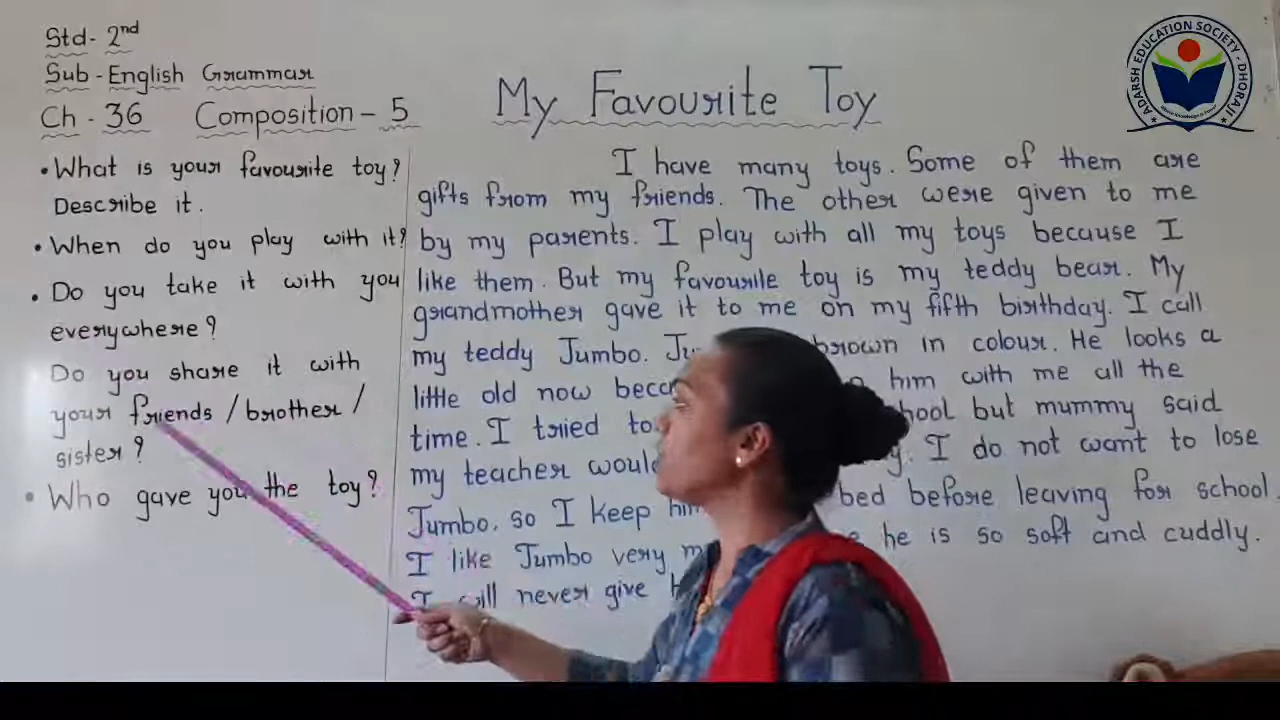 Std - 2nd
Sub - English Grammar
Ch - 36 Composition - 5
My Favourite Toy
ADARSH EDUCATION SOCIETY - DHORAJI
• What is your favourite toy?
Describe it.
• When do you play with it?
• Do you take it with you
everywhere?
Do you share it with
your friends / brother /
sister?
• Who gave you the toy?
I have many toys. Some of them are
gifts from my friends. The other were given to me
by my parents. I play with all my toys because I
like them. But my favourite toy is my teddy bear. My
grandmother gave it to me on my fifth birthday. I call
my teddy Jumbo. brown in colour. He looks a
little old now him with me all the
time. I tried to but mummy said
my teacher I do not want to lose
Jumbo, so I keep bed before leaving for school.
I like Jumbo very he is so soft and cuddly.
I will never give